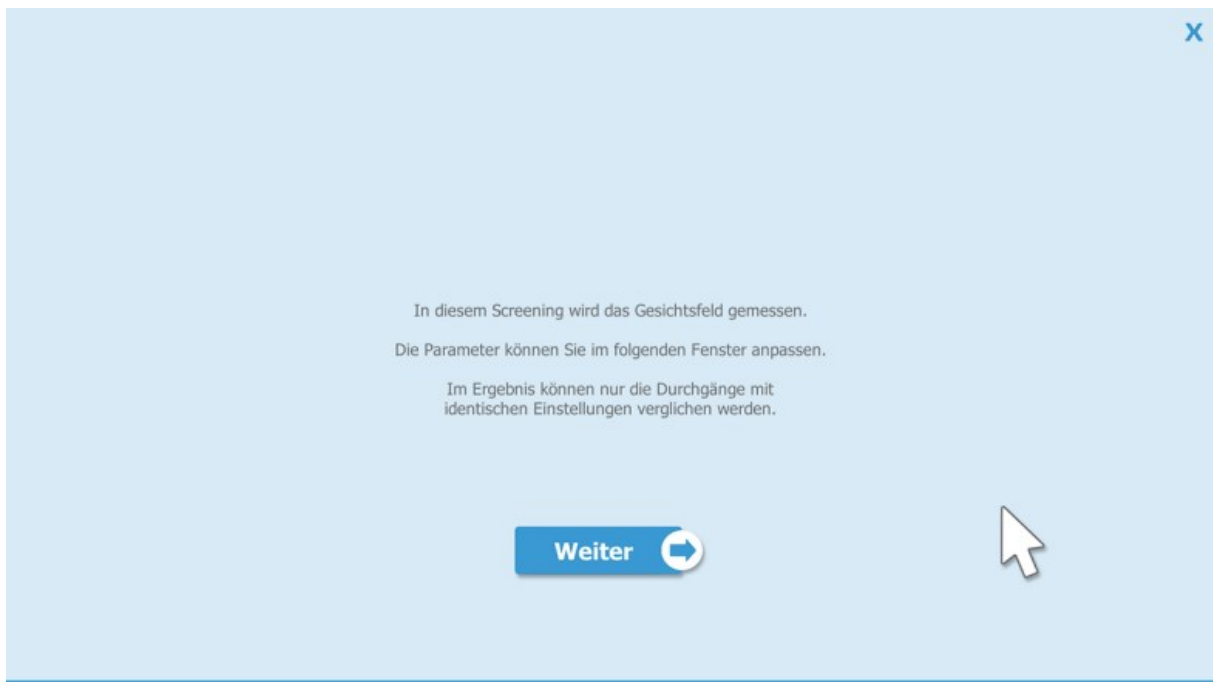 X
In diesem Screening wird das Gesichtsfeld gemessen.
Die Parameter können Sie im folgenden Fenster anpassen.
Im Ergebnis können nur die Durchgänge mit
identischen Einstellungen verglichen werden.
Weiter